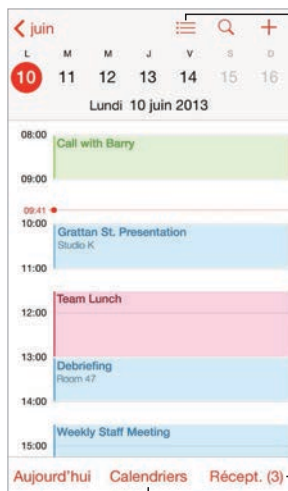 juin
L M M J V S D
10 11 12 13 14 15 16
Lundi 10 juin 2013
08:00
Call with Barry
09:00
09:41
10:00
Grattan St. Presentation
Studio K
11:00
Team Lunch
12:00
13:00
Debriefing
Room 47
14:00
Weekly Staff Meeting
15:00
Aujourd'hui Calendriers Récept. (3)